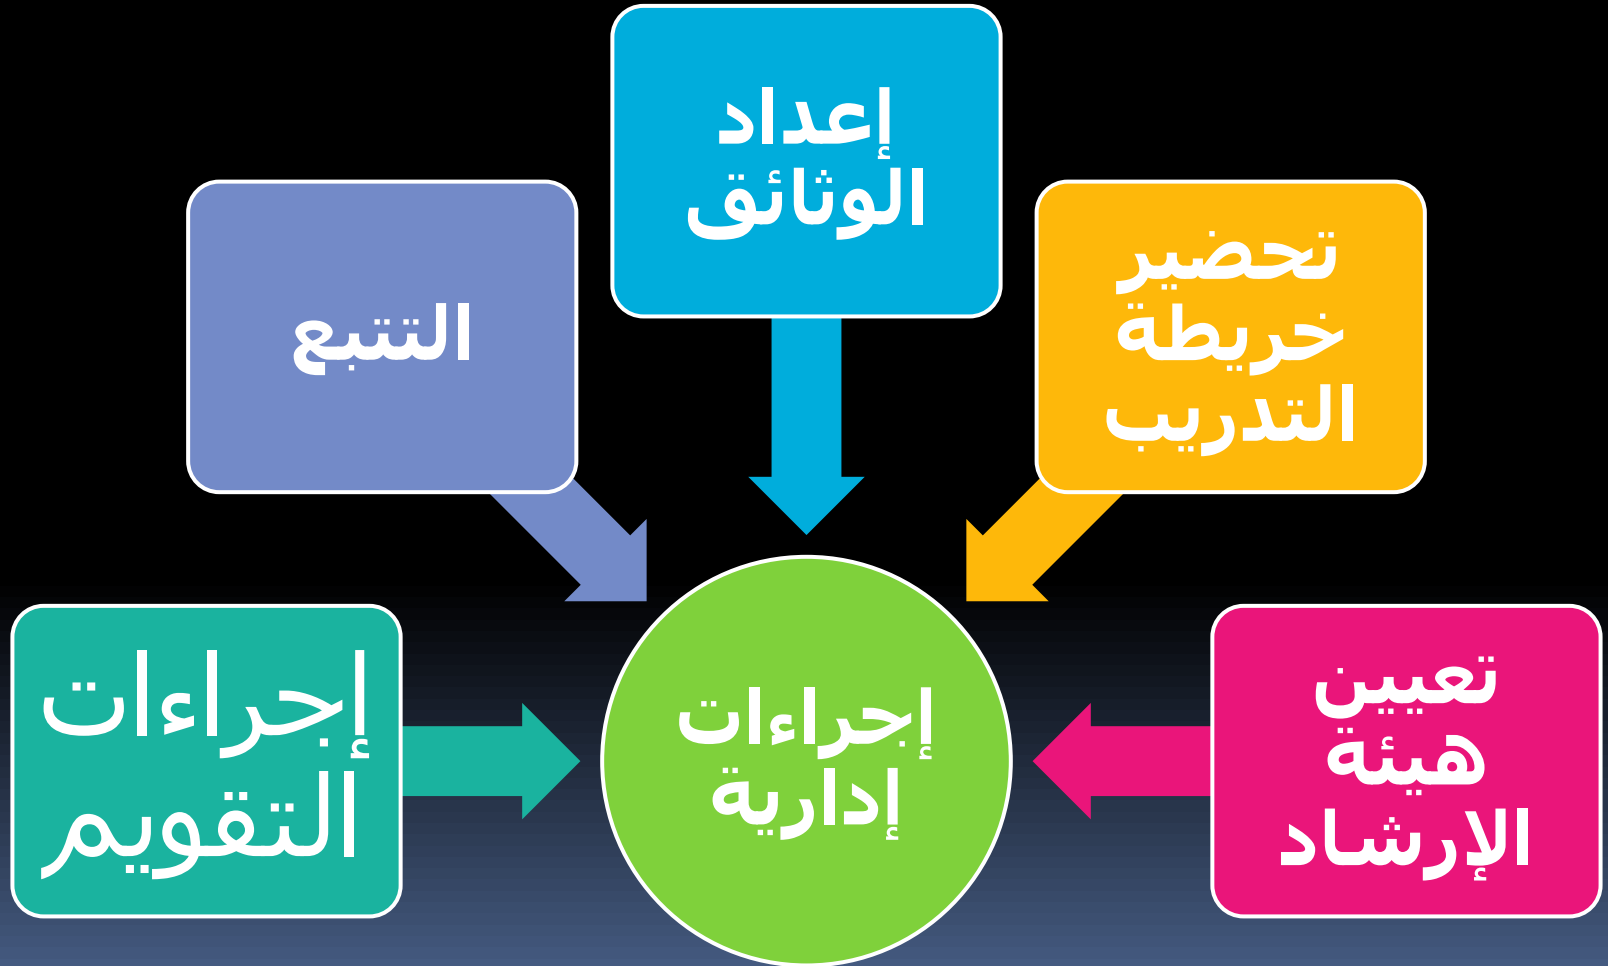 إعداد
الوثائق
تحضير
خريطة
التدريب
التتبع
تعيين
هيئة
الإرشاد
إجراءات
إدارية
إجراءات
التقويم